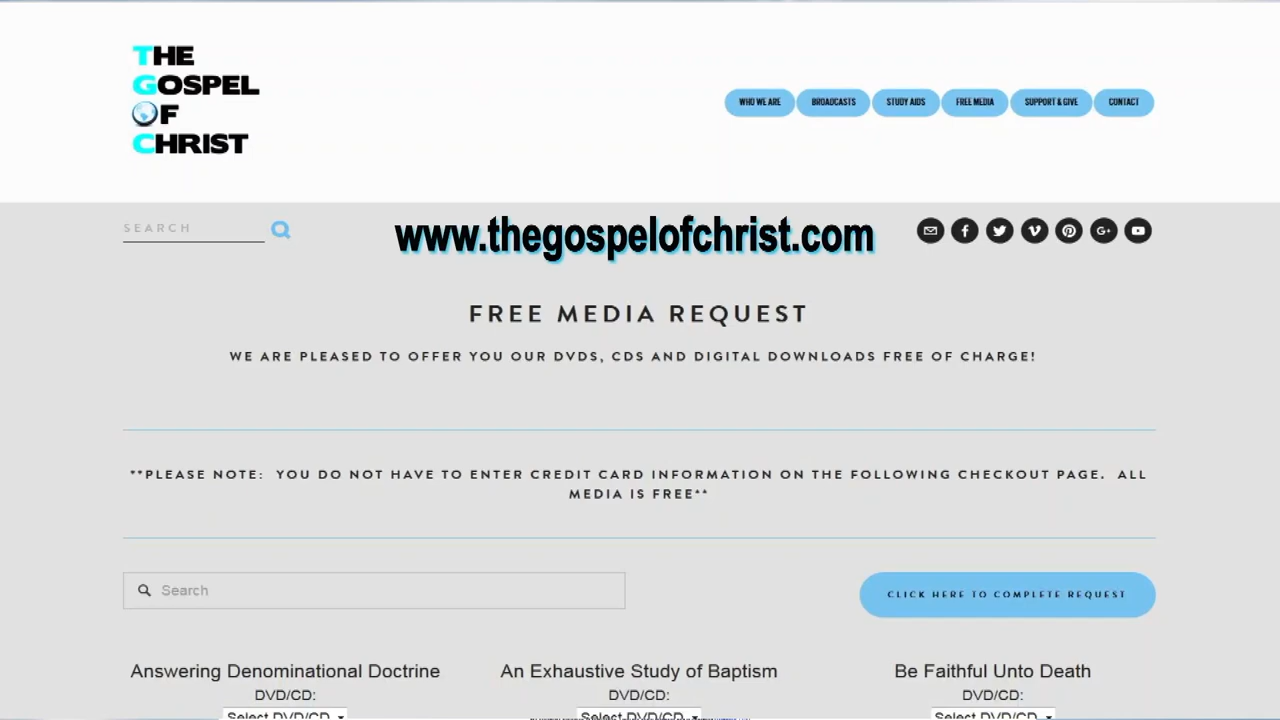 THE
GOSPEL
OF
CHRIST
WHO WE ARE
BROADCASTS
STUDY AIDS
FREE MEDIA
SUPPORT & GIVE
CONTACT
SEARCH
www.thegospelofchrist.com
FREE MEDIA REQUEST
WE ARE PLEASED TO OFFER YOU OUR DVDS, CDS AND DIGITAL DOWNLOADS FREE OF CHARGE!
**PLEASE NOTE: YOU DO NOT HAVE TO ENTER CREDIT CARD INFORMATION ON THE FOLLOWING CHECKOUT PAGE. ALL
MEDIA IS FREE**
Search
CLICK HERE TO COMPLETE REQUEST
Answering Denominational Doctrine
An Exhaustive Study of Baptism
Be Faithful Unto Death
DVD/CD:
DVD/CD:
DVD/CD:
Select DVD/CD
Select DVD/CD
Select DVD/CD